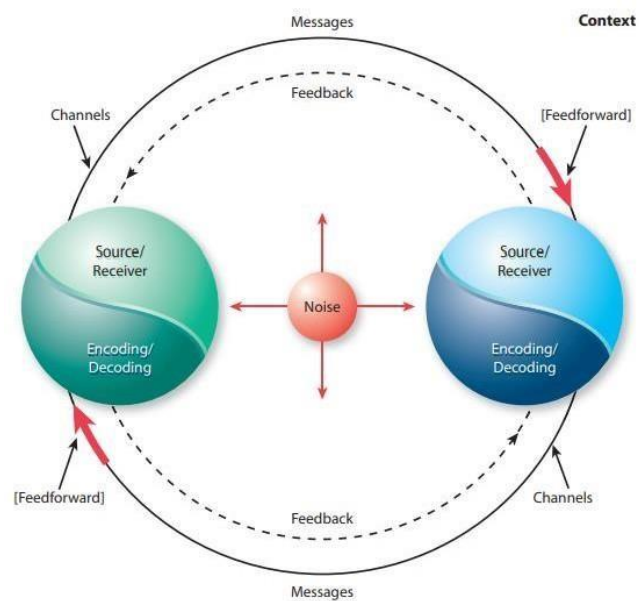 Messages
Context
Feedback
Channels
[Feedforward]
Source/
Receiver
Encoding/
Decoding
Noise
Source/
Receiver
Encoding/
Decoding
[Feedforward]
Channels
Feedback
Messages